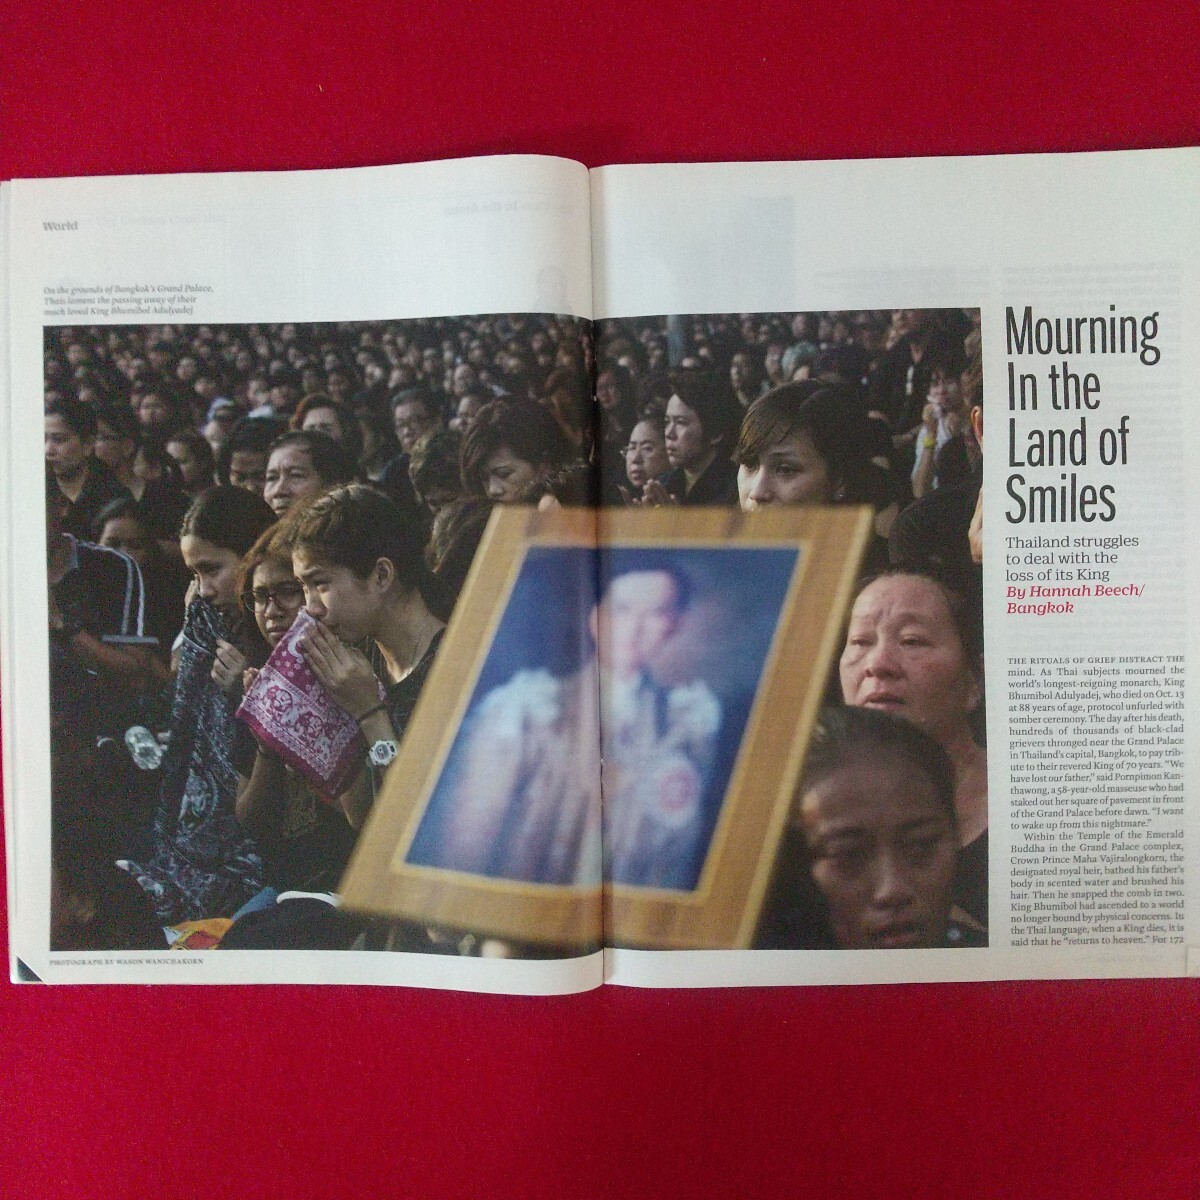 World
On the grounds of Bangkok's Grand Palace,
Thais lament the passing away of their
much loved King Bhumibol Adulyadej
PHOTOGRAPH BY WASON WANICHAKORN
Mourning
In the
Land of
Smiles
Thailand struggles
to deal with the
loss of its King
By Hannah Beech/
Bangkok
THE RITUALS OF GRIEF DISTRACT THE
mind. As Thai subjects mourned the
world's longest-reigning monarch, King
Bhumibol Adulyadej, who died on Oct. 13
at 88 years of age, protocol unfurled with
somber ceremony. The day after his death,
hundreds of thousands of black-clad
grievers thronged near the Grand Palace
in Thailand's capital, Bangkok, to pay trib-
ute to their revered King of 70 years. "We
have lost our father," said Pornpimon Kan-
thawong, a 58-year-old masseuse who had
staked out her square of pavement in front
of the Grand Palace before dawn. "I want
to wake up from this nightmare."
Within the Temple of the Emerald
Buddha in the Grand Palace complex,
Crown Prince Maha Vajiralongkorn, the
designated royal heir, bathed his father's
body in scented water and brushed his
hair. Then he snapped the comb in two.
King Bhumibol had ascended to a world
no longer bound by physical concerns. In
the Thai language, when a King dies, it is
said that he "returns to heaven." For 172